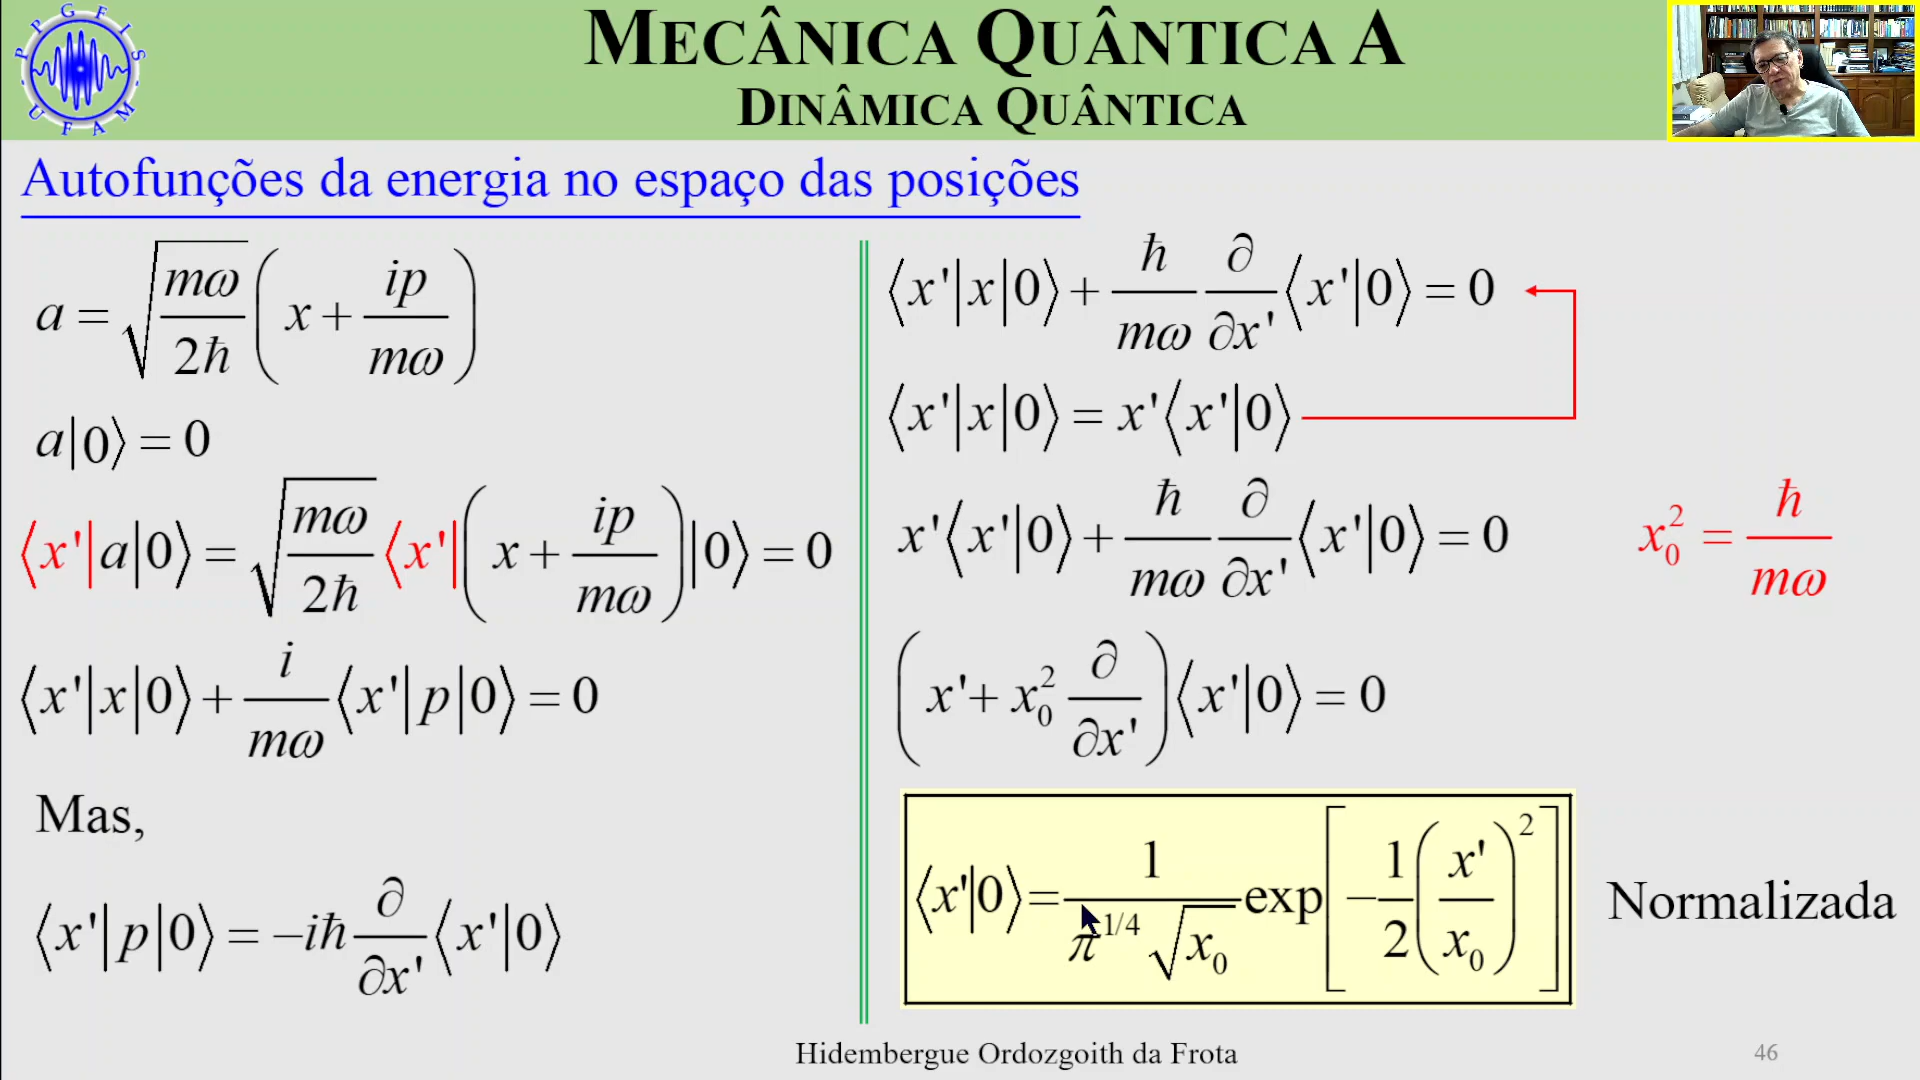 PPGFIS
UFAM
MECÂNICA QUÂNTICA A
DINÂMICA QUÂNTICA
Autofunções da energia no espaço das posições
a = √(mω/2ħ) (x + ip/mω)
a|0⟩ = 0
⟨x'|a|0⟩ = √(mω/2ħ) ⟨x'|(x + ip/mω)|0⟩ = 0
⟨x'|x|0⟩ + i/mω ⟨x'|p|0⟩ = 0
Mas,
⟨x'|p|0⟩ = −iħ ∂/∂x' ⟨x'|0⟩
⟨x'|x|0⟩ + ħ/mω ∂/∂x' ⟨x'|0⟩ = 0
⟨x'|x|0⟩ = x'⟨x'|0⟩
x'⟨x'|0⟩ + ħ/mω ∂/∂x' ⟨x'|0⟩ = 0
x₀² = ħ/mω
(x' + x₀² ∂/∂x')⟨x'|0⟩ = 0
⟨x'|0⟩ = 1/(π^1/4 √x₀) exp[−1/2 (x'/x₀)²]
Normalizada
Hidembergue Ordozgoith da Frota
46